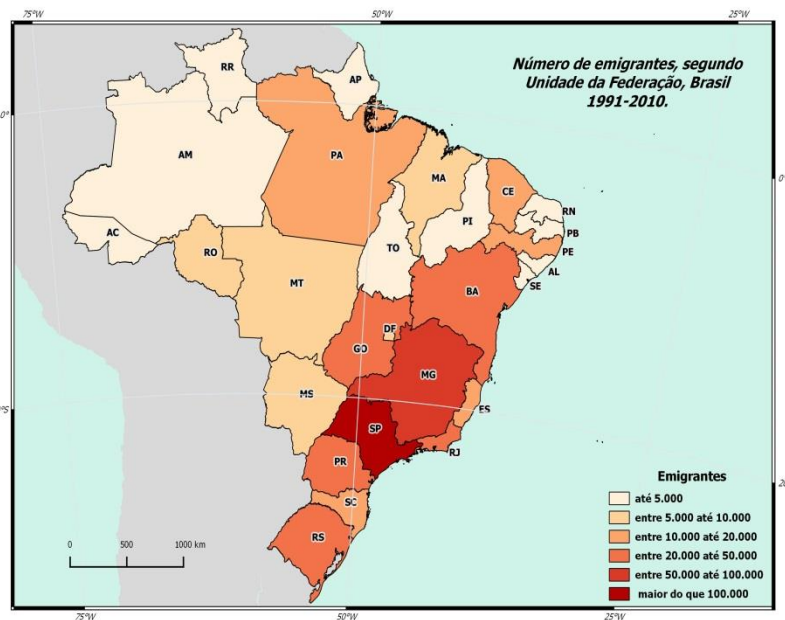 75°W
50°W
25°W
Número de emigrantes, segundo
Unidade da Federação, Brasil
1991-2010.
RR
AP
0°
AM
PA
MA
CE
0°
RN
PI
PB
AC
TO
PE
RO
AL
SE
MT
BA
DF
GO
MG
MS
ES
SP
RJ
PR
Emigrantes
SC
até 5.000
entre 5.000 até 10.000
RS
entre 10.000 até 20.000
0 500 1000 km
entre 20.000 até 50.000
entre 50.000 até 100.000
maior do que 100.000
75°W
50°W
25°W